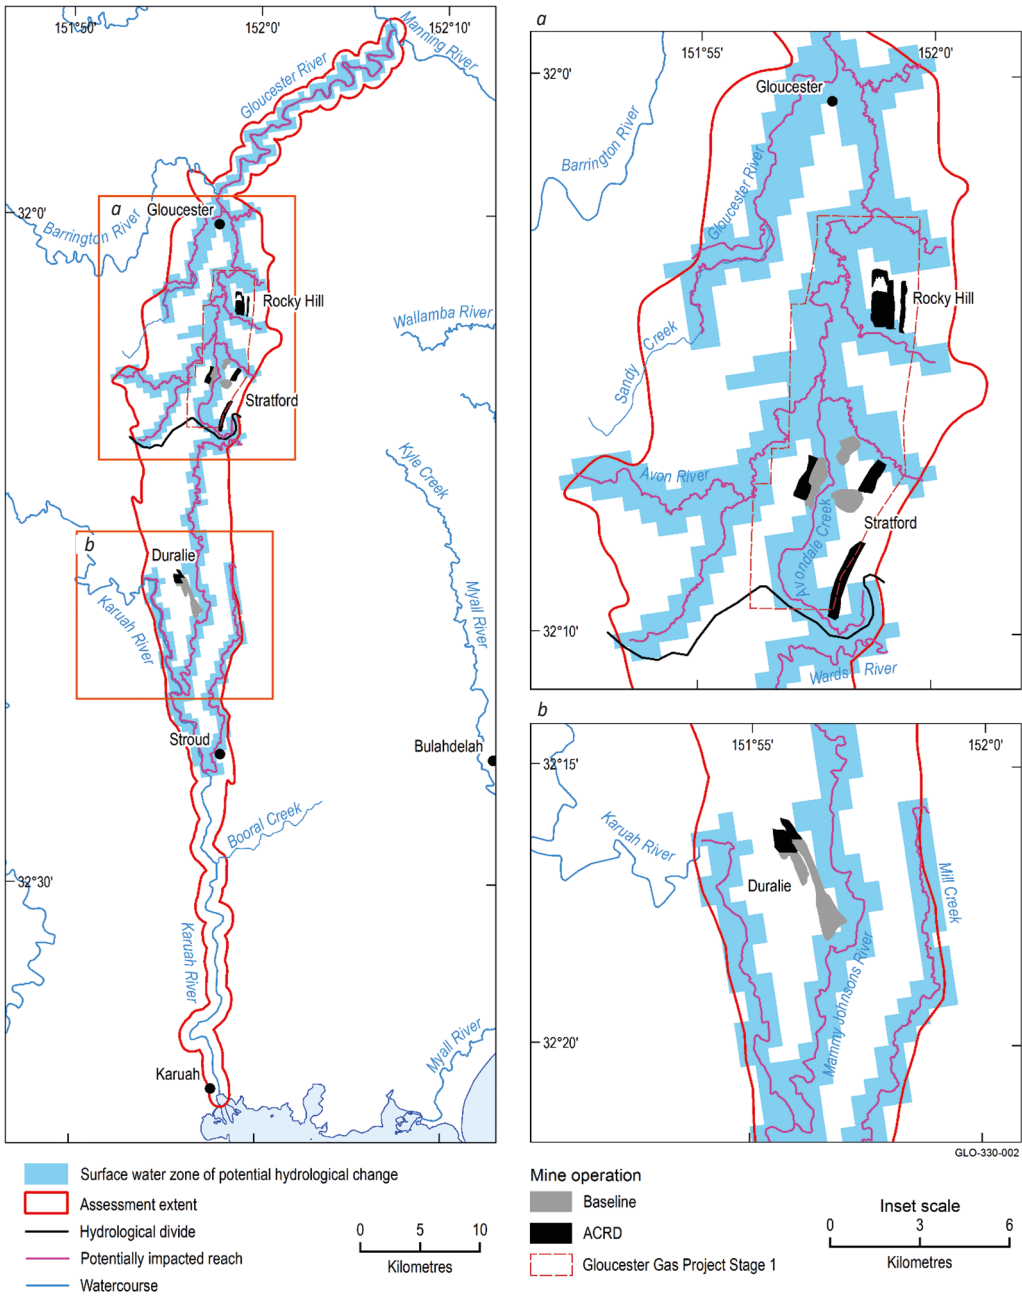 151°50'
152°0'
152°10'
Manning River
Gloucester River
32°0'
a
Gloucester
Barrington River
Rocky Hill
Wallamba River
Stratford
Kyle Creek
b
Duralie
Karuah River
Myall River
Stroud
Bulahdelah
Booral Creek
32°30'
Karuah River
Myall River
Karuah
a
151°55'
152°0'
32°0'
Gloucester
Barrington River
Gloucester River
Rocky Hill
Sandy Creek
Avon River
Stratford
Avondale Creek
32°10'
Wards River
b
151°55'
152°0'
32°15'
Karuah River
Duralie
Mill Creek
Mammy Johnsons River
32°20'
GLO-330-002
Surface water zone of potential hydrological change
Assessment extent
Hydrological divide
Potentially impacted reach
Watercourse
0 5 10
Kilometres
Mine operation
Baseline
ACRD
Gloucester Gas Project Stage 1
Inset scale
0 3 6
Kilometres